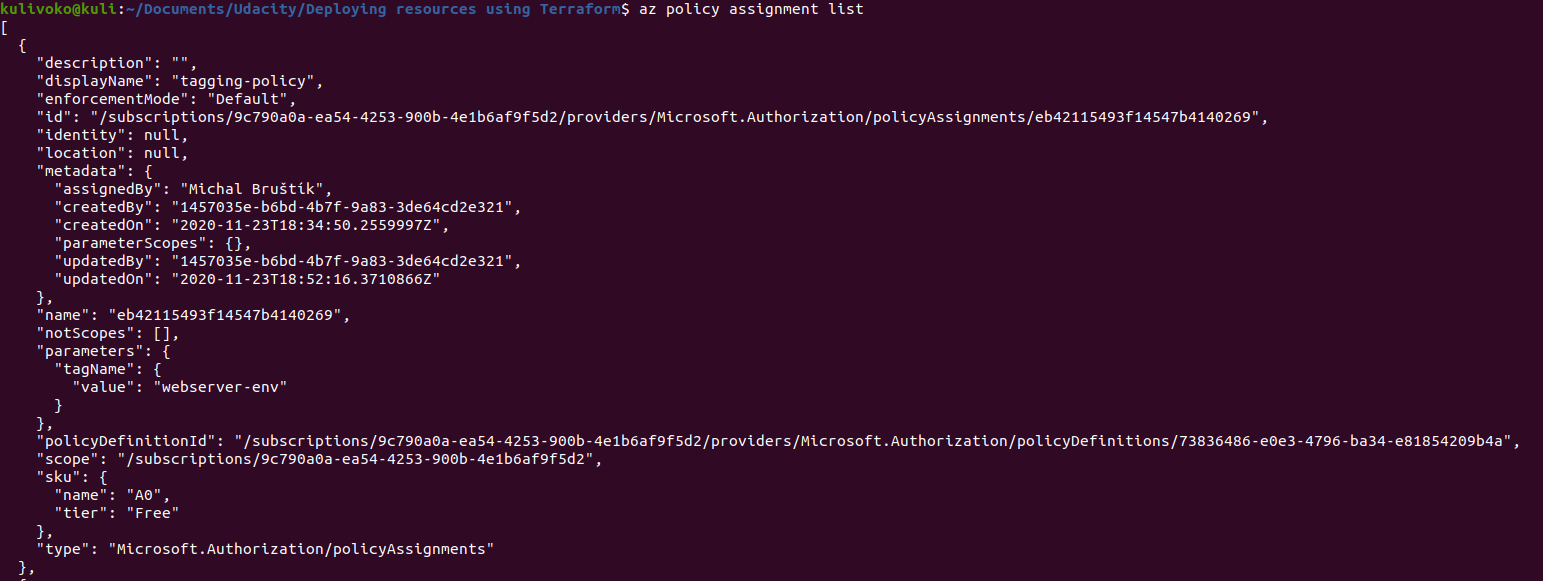 kulivoko@kuli:~/Documents/Udacity/Deploying resources using Terraform$ az policy assignment list
[
  {
    "description": "",
    "displayName": "tagging-policy",
    "enforcementMode": "Default",
    "id": "/subscriptions/9c790a0a-ea54-4253-900b-4e1b6af9f5d2/providers/Microsoft.Authorization/policyAssignments/eb42115493f14547b4140269",
    "identity": null,
    "location": null,
    "metadata": {
      "assignedBy": "Michal Bruštík",
      "createdBy": "1457035e-b6bd-4b7f-9a83-3de64cd2e321",
      "createdOn": "2020-11-23T18:34:50.2559997Z",
      "parameterScopes": {},
      "updatedBy": "1457035e-b6bd-4b7f-9a83-3de64cd2e321",
      "updatedOn": "2020-11-23T18:52:16.3710866Z"
    },
    "name": "eb42115493f14547b4140269",
    "notScopes": [],
    "parameters": {
      "tagName": {
        "value": "webserver-env"
      }
    },
    "policyDefinitionId": "/subscriptions/9c790a0a-ea54-4253-900b-4e1b6af9f5d2/providers/Microsoft.Authorization/policyDefinitions/73836486-e0e3-4796-ba34-e81854209b4a",
    "scope": "/subscriptions/9c790a0a-ea54-4253-900b-4e1b6af9f5d2",
    "sku": {
      "name": "A0",
      "tier": "Free"
    },
    "type": "Microsoft.Authorization/policyAssignments"
  },